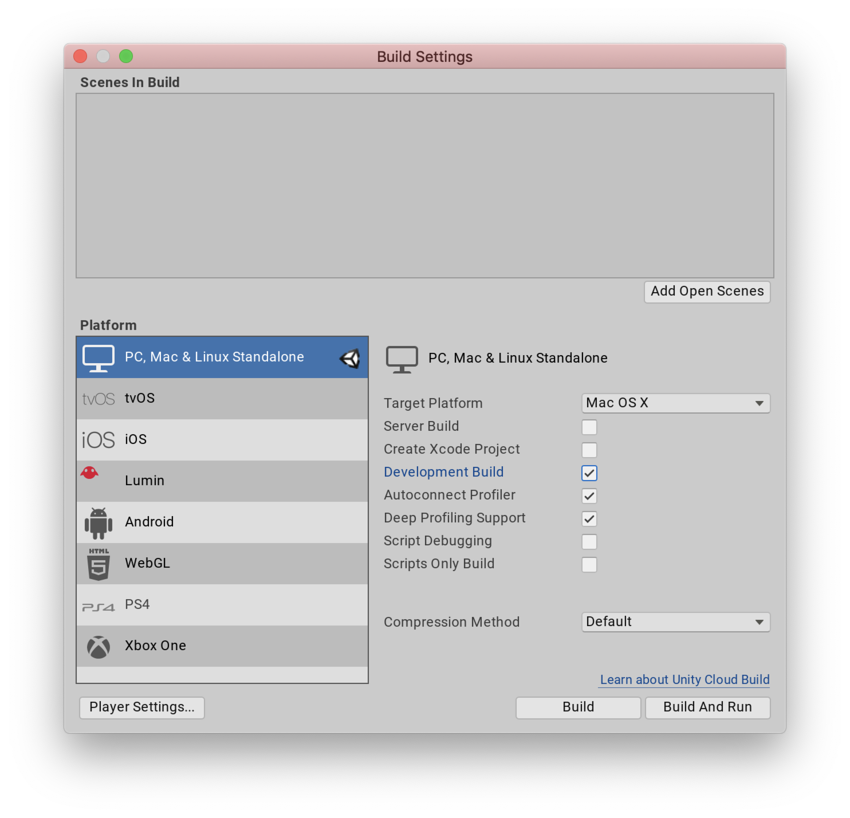 Build Settings
Scenes In Build
Add Open Scenes
Platform
PC, Mac & Linux Standalone
tvOS tvOS
iOS iOS
Lumin
Android
HTML
5 WebGL
PS4 PS4
Xbox One
PC, Mac & Linux Standalone
Target Platform Mac OS X
Server Build
Create Xcode Project
Development Build
Autoconnect Profiler
Deep Profiling Support
Script Debugging
Scripts Only Build
Compression Method Default
Learn about Unity Cloud Build
Player Settings... Build Build And Run